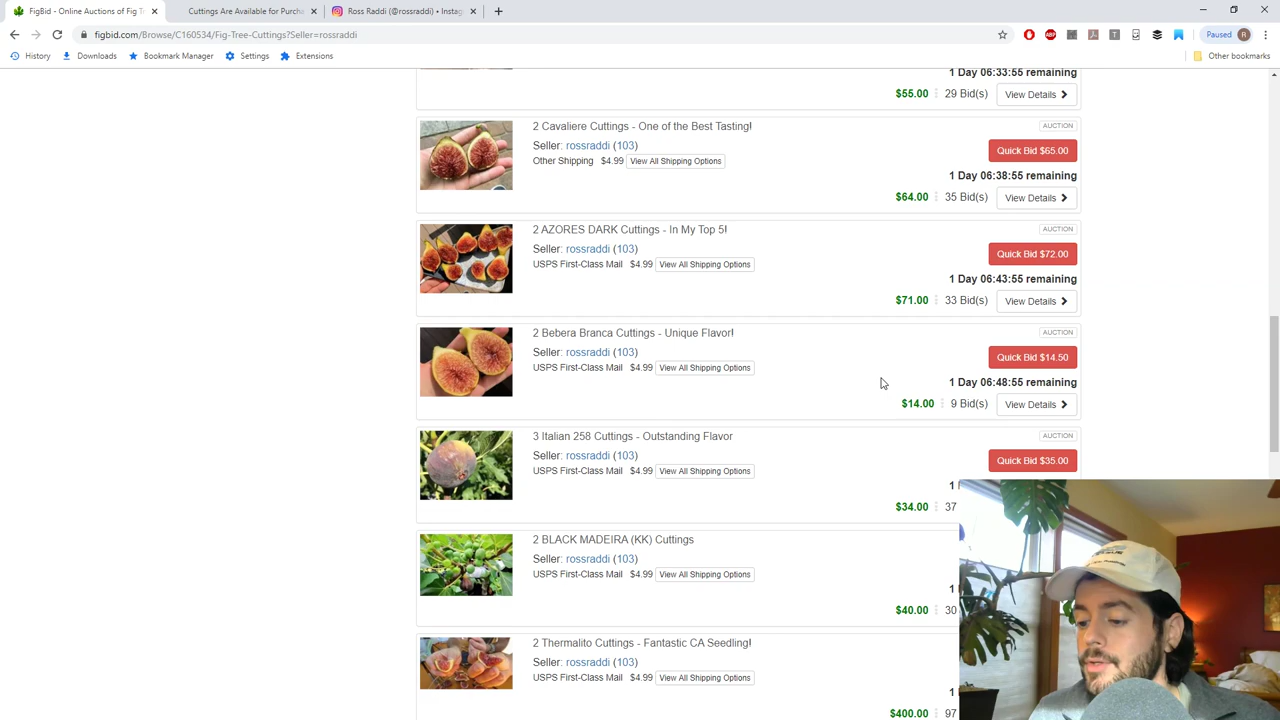 FigBid - Online Auctions of Fig Tr
Cuttings Are Available for Purcha
Ross Raddi (@rossraddi) • Instag
figbid.com/Browse/C160534/Fig-Tree-Cuttings?Seller=rossraddi
Paused R
History Downloads Bookmark Manager Settings Extensions Other bookmarks
1 Day 06:33:55 remaining
$55.00 29 Bid(s) View Details
2 Cavaliere Cuttings - One of the Best Tasting! AUCTION
Seller: rossraddi (103) Quick Bid $65.00
Other Shipping $4.99 View All Shipping Options
1 Day 06:38:55 remaining
$64.00 35 Bid(s) View Details
2 AZORES DARK Cuttings - In My Top 5! AUCTION
Seller: rossraddi (103) Quick Bid $72.00
USPS First-Class Mail $4.99 View All Shipping Options
1 Day 06:43:55 remaining
$71.00 33 Bid(s) View Details
2 Bebera Branca Cuttings - Unique Flavor! AUCTION
Seller: rossraddi (103) Quick Bid $14.50
USPS First-Class Mail $4.99 View All Shipping Options
1 Day 06:48:55 remaining
$14.00 9 Bid(s) View Details
3 Italian 258 Cuttings - Outstanding Flavor AUCTION
Seller: rossraddi (103) Quick Bid $35.00
USPS First-Class Mail $4.99 View All Shipping Options
1
$34.00 37
2 BLACK MADEIRA (KK) Cuttings
Seller: rossraddi (103)
USPS First-Class Mail $4.99 View All Shipping Options
1
$40.00 30
2 Thermalito Cuttings - Fantastic CA Seedling!
Seller: rossraddi (103)
USPS First-Class Mail $4.99 View All Shipping Options
1
$400.00 97